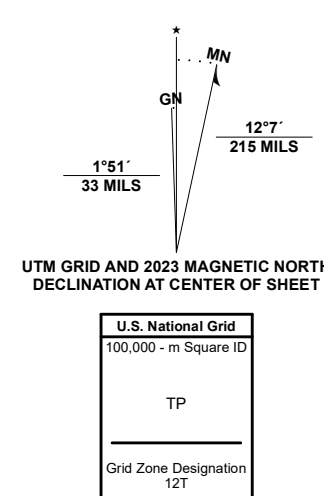 ★
MN
GN
12°7´
215 MILS
1°51´
33 MILS
UTM GRID AND 2023 MAGNETIC NORTH
DECLINATION AT CENTER OF SHEET
U.S. National Grid
100,000 - m Square ID
TP
Grid Zone Designation
12T